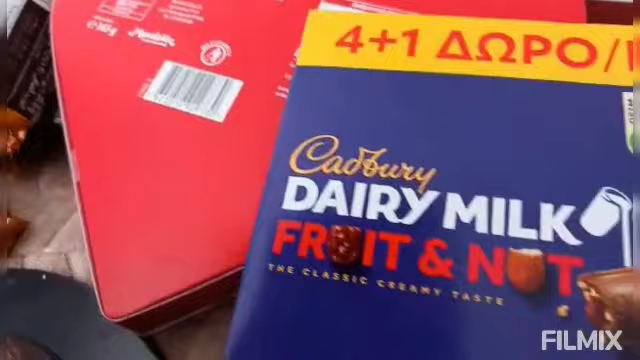 4+1 ΔΩΡΟ/
Cadbury
DAIRY MILK
FRUIT & NUT
THE CLASSIC CREAMY TASTE
FILMIX